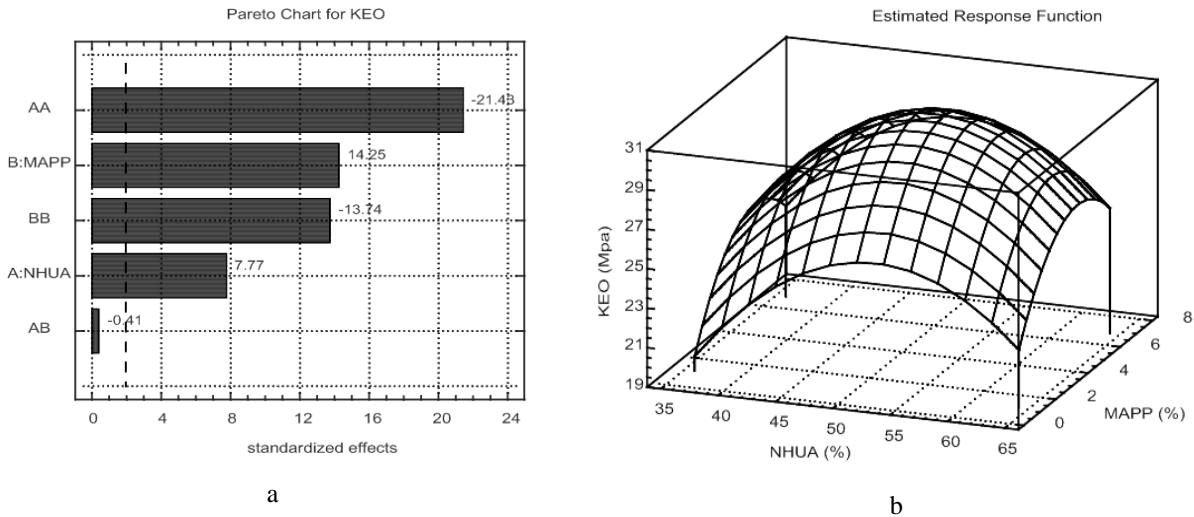 Pareto Chart for KEO
AA
-21.43
B:MAPP
14.25
BB
-13.74
A:NHUA
7.77
AB
-0.41
0 4 8 12 16 20 24
standardized effects
a
Estimated Response Function
31
29
27
25
23
21
19
KEO (Mpa)
35 40 45 50 55 60 65
NHUA (%)
0 2 4 6 8
MAPP (%)
b